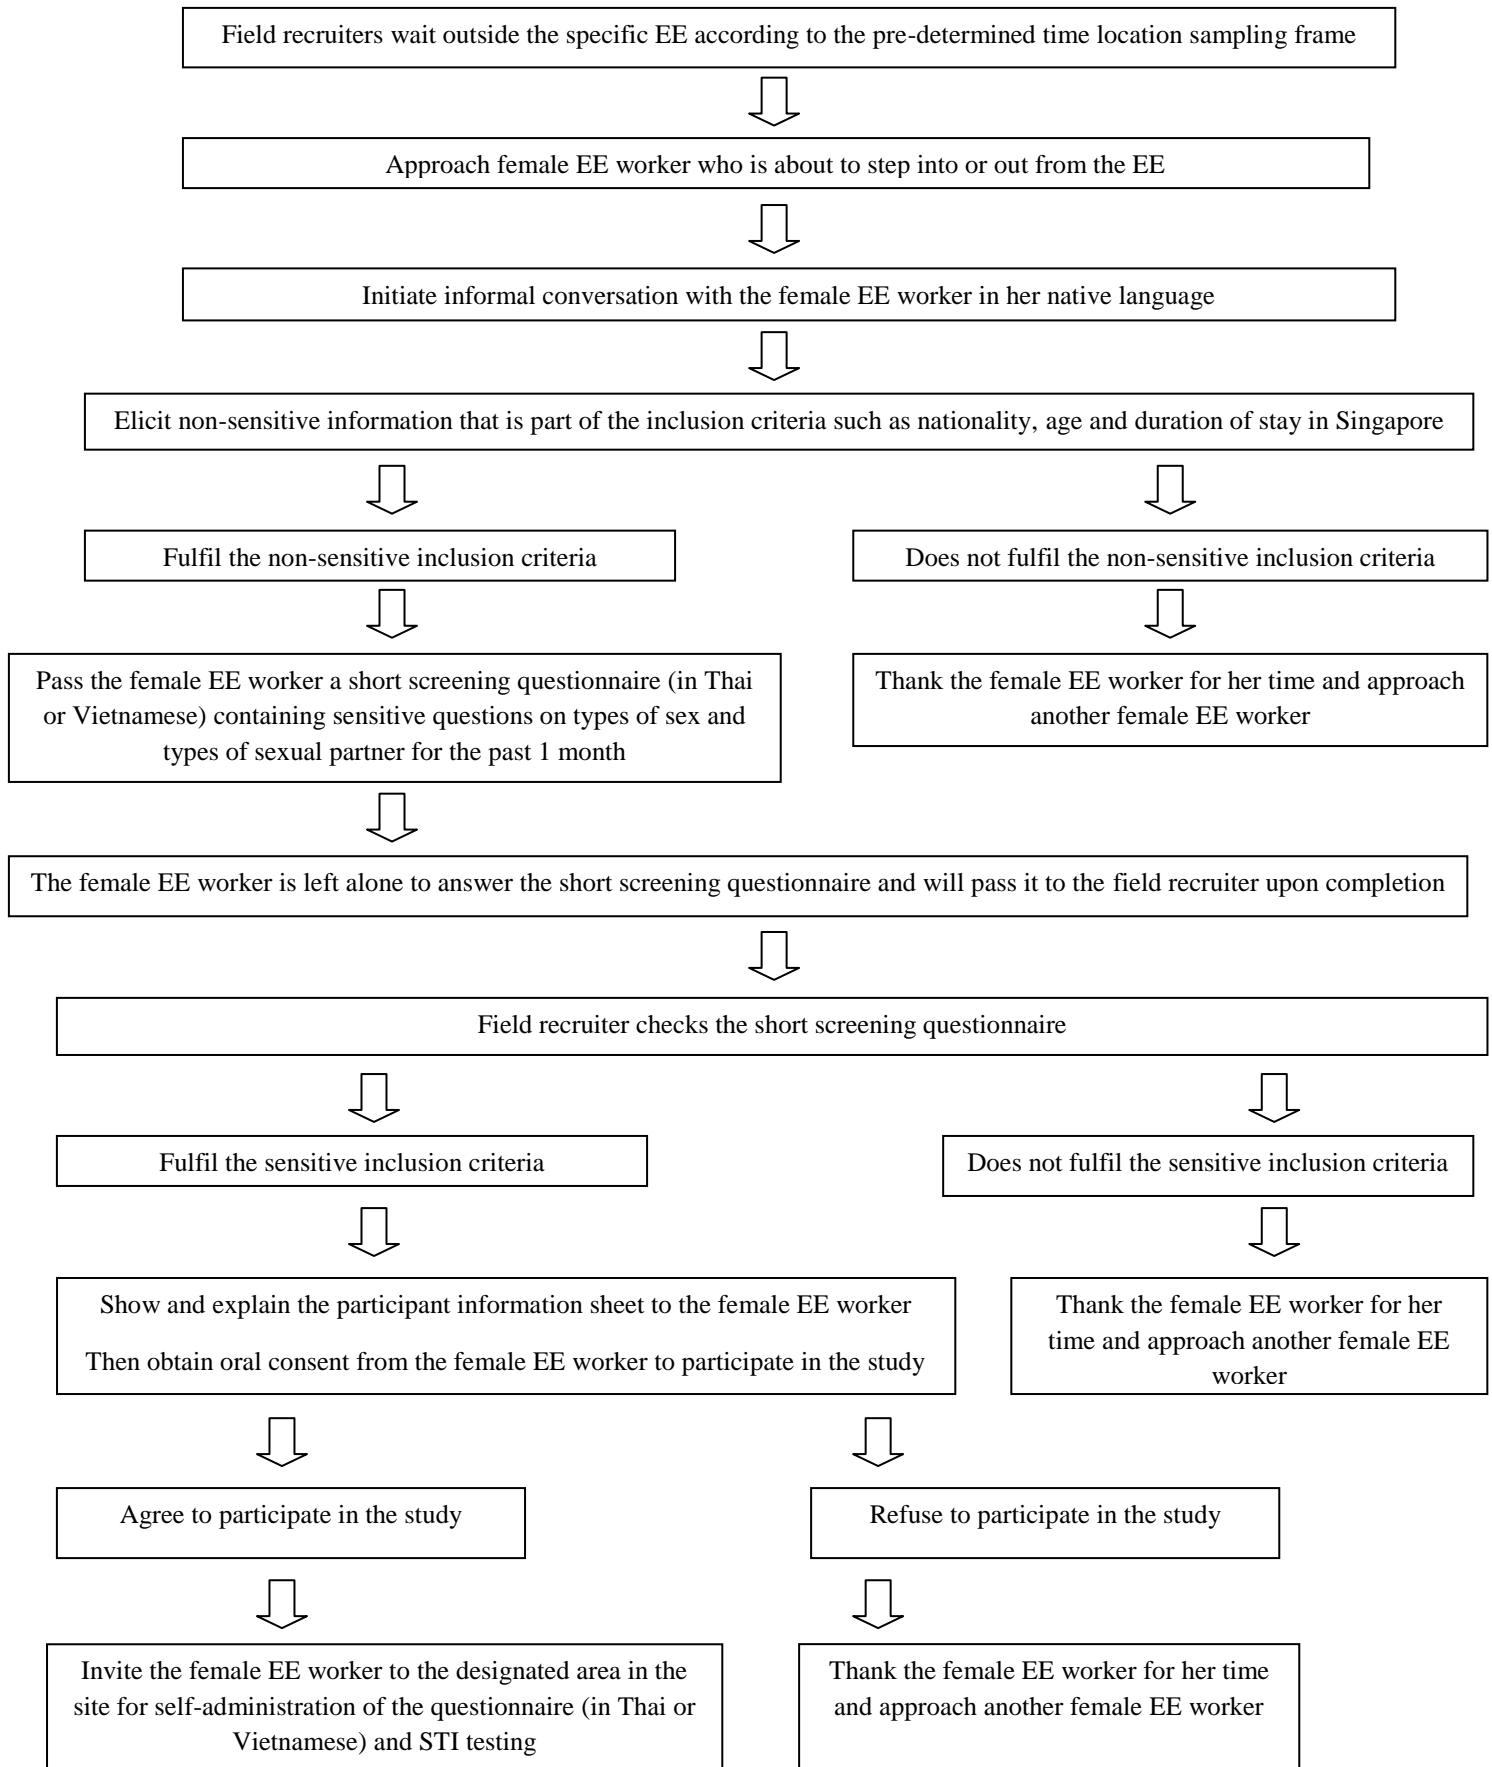 Field recruiters wait outside the specific EE according to the pre-determined time location sampling frame
Approach female EE worker who is about to step into or out from the EE
Initiate informal conversation with the female EE worker in her native language
Elicit non-sensitive information that is part of the inclusion criteria such as nationality, age and duration of stay in Singapore
Fulfil the non-sensitive inclusion criteria
Does not fulfil the non-sensitive inclusion criteria
Pass the female EE worker a short screening questionnaire (in Thai
or Vietnamese) containing sensitive questions on types of sex and
types of sexual partner for the past 1 month
Thank the female EE worker for her time and approach
another female EE worker
The female EE worker is left alone to answer the short screening questionnaire and will pass it to the field recruiter upon completion
Field recruiter checks the short screening questionnaire
Fulfil the sensitive inclusion criteria
Does not fulfil the sensitive inclusion criteria
Show and explain the participant information sheet to the female EE worker
Then obtain oral consent from the female EE worker to participate in the study
Thank the female EE worker for her
time and approach another female EE
worker
Agree to participate in the study
Refuse to participate in the study
Invite the female EE worker to the designated area in the
site for self-administration of the questionnaire (in Thai or
Vietnamese) and STI testing
Thank the female EE worker for her time
and approach another female EE worker